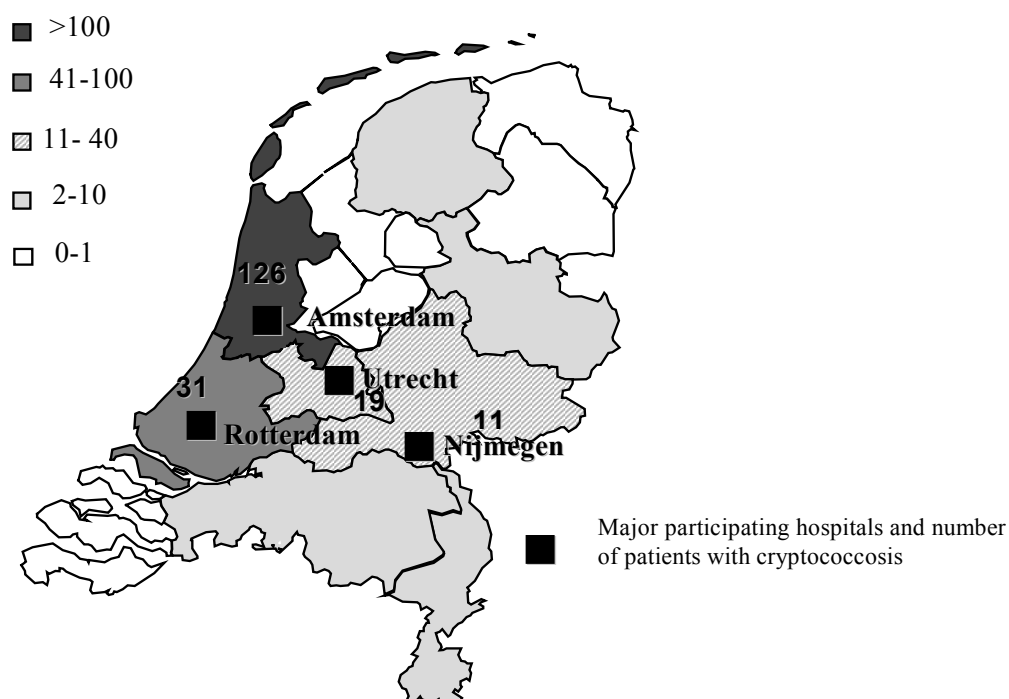 >100
41-100
11- 40
2-10
0-1
126
Amsterdam
31
Utrecht
19
Rotterdam
11
Nijmegen
Major participating hospitals and number
of patients with cryptococcosis